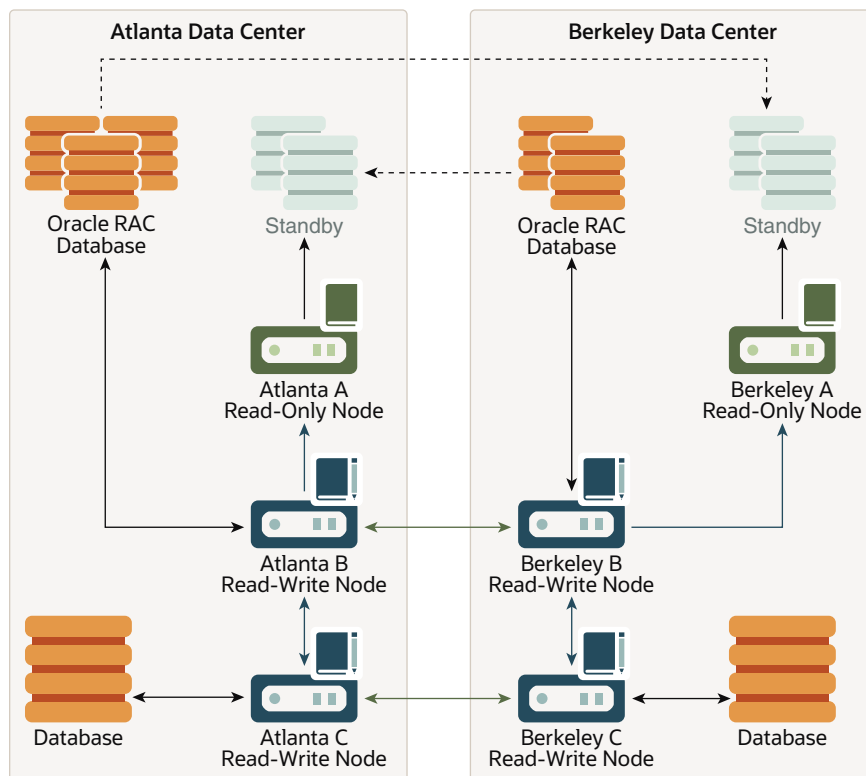 Atlanta Data Center
Berkeley Data Center
Oracle RAC
Database
Standby
Oracle RAC
Database
Standby
Atlanta A
Read-Only Node
Berkeley A
Read-Only Node
Atlanta B
Read-Write Node
Berkeley B
Read-Write Node
Database
Atlanta C
Read-Write Node
Berkeley C
Read-Write Node
Database